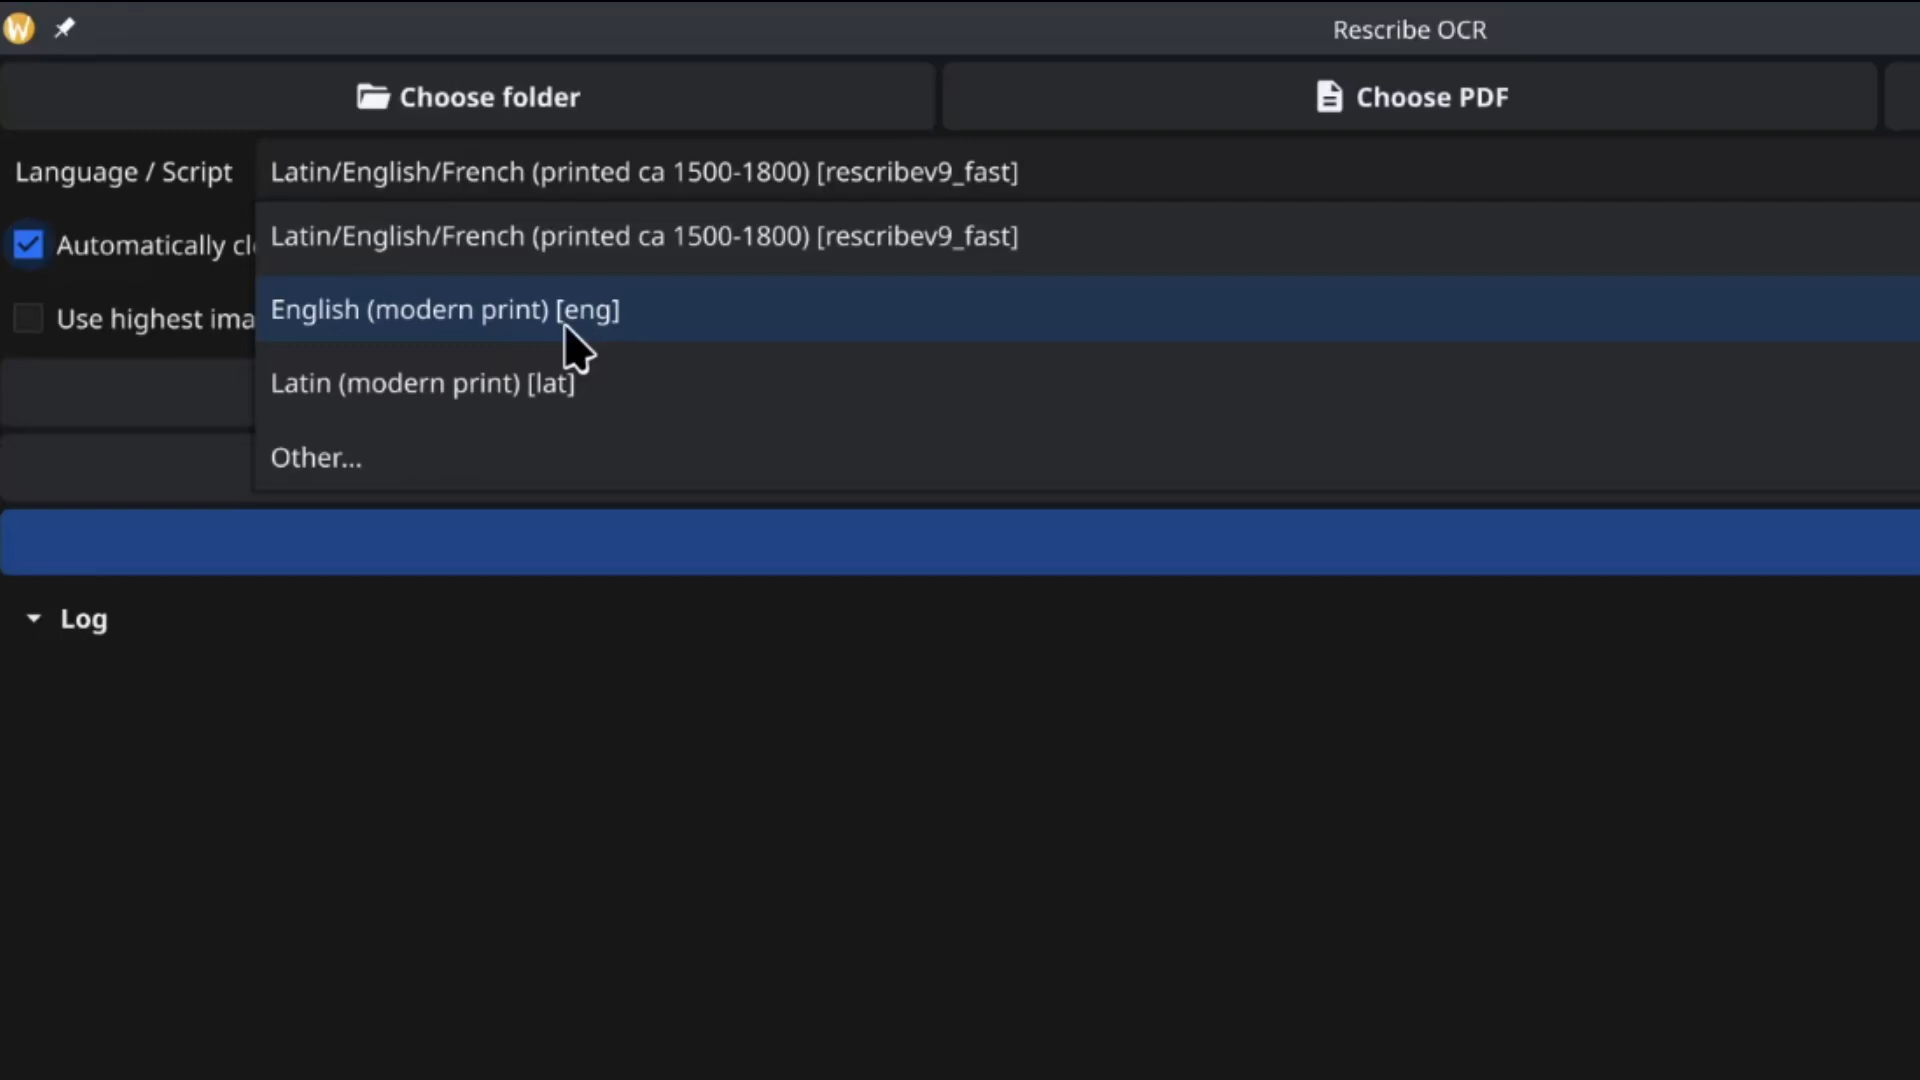 W
Rescribe OCR
Choose folder
Choose PDF
Language / Script
Latin/English/French (printed ca 1500-1800) [rescribev9_fast]
Latin/English/French (printed ca 1500-1800) [rescribev9_fast]
Automatically cl
English (modern print) [eng]
Use highest ima
Latin (modern print) [lat]
Other...
Log